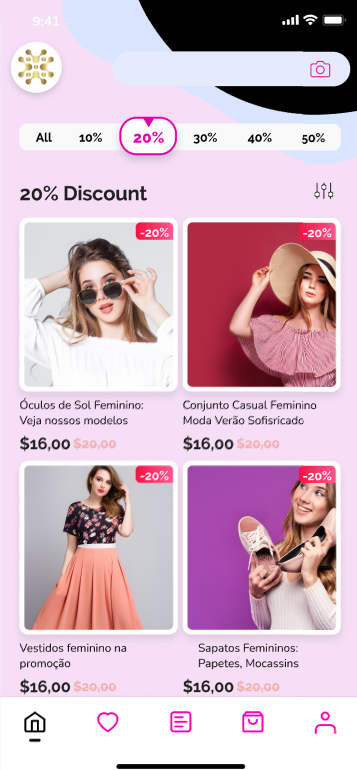 9:41
All 10% 20% 30% 40% 50%
20% Discount
-20%
-20%
Óculos de Sol Feminino:
Veja nossos modelos
$16,00 $20,00
Conjunto Casual Feminino
Moda Verão Sofisricado
$16,00 $20,00
-20%
-20%
Vestidos feminino na
promoção
$16,00 $20,00
Sapatos Femininos:
Papetes, Mocassins
$16,00 $20,00